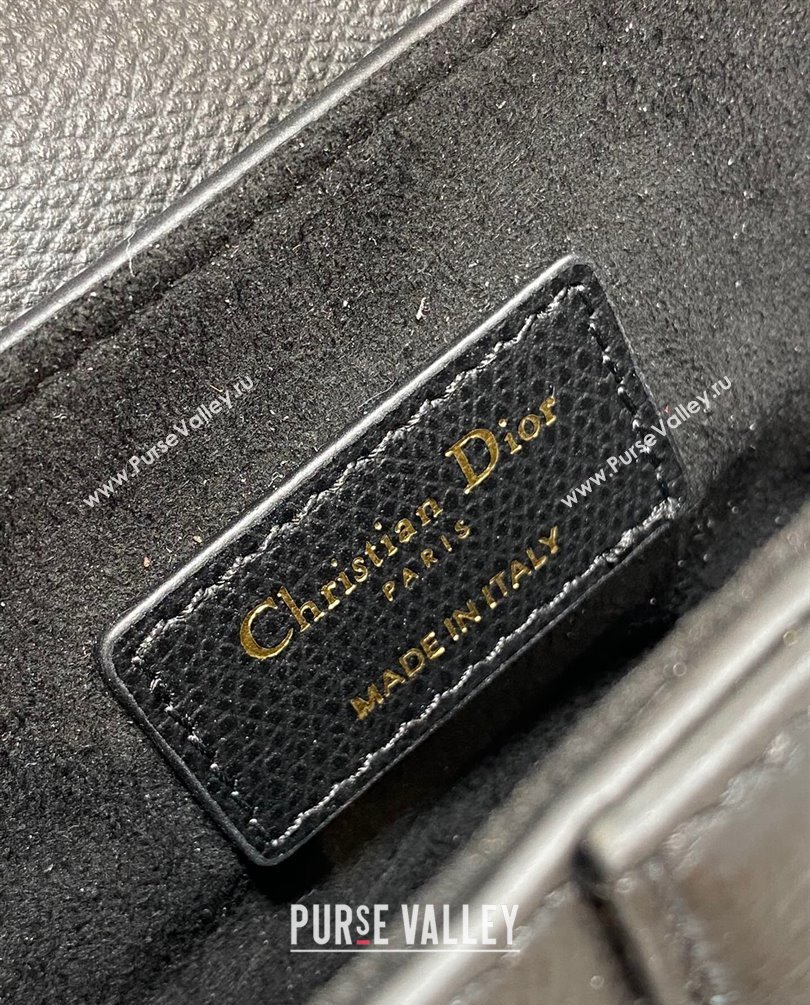 www.PurseValley.ru
www.PurseValley.ru
Christian Dior
PARIS
MADE IN ITALY
PURSE VALLEY